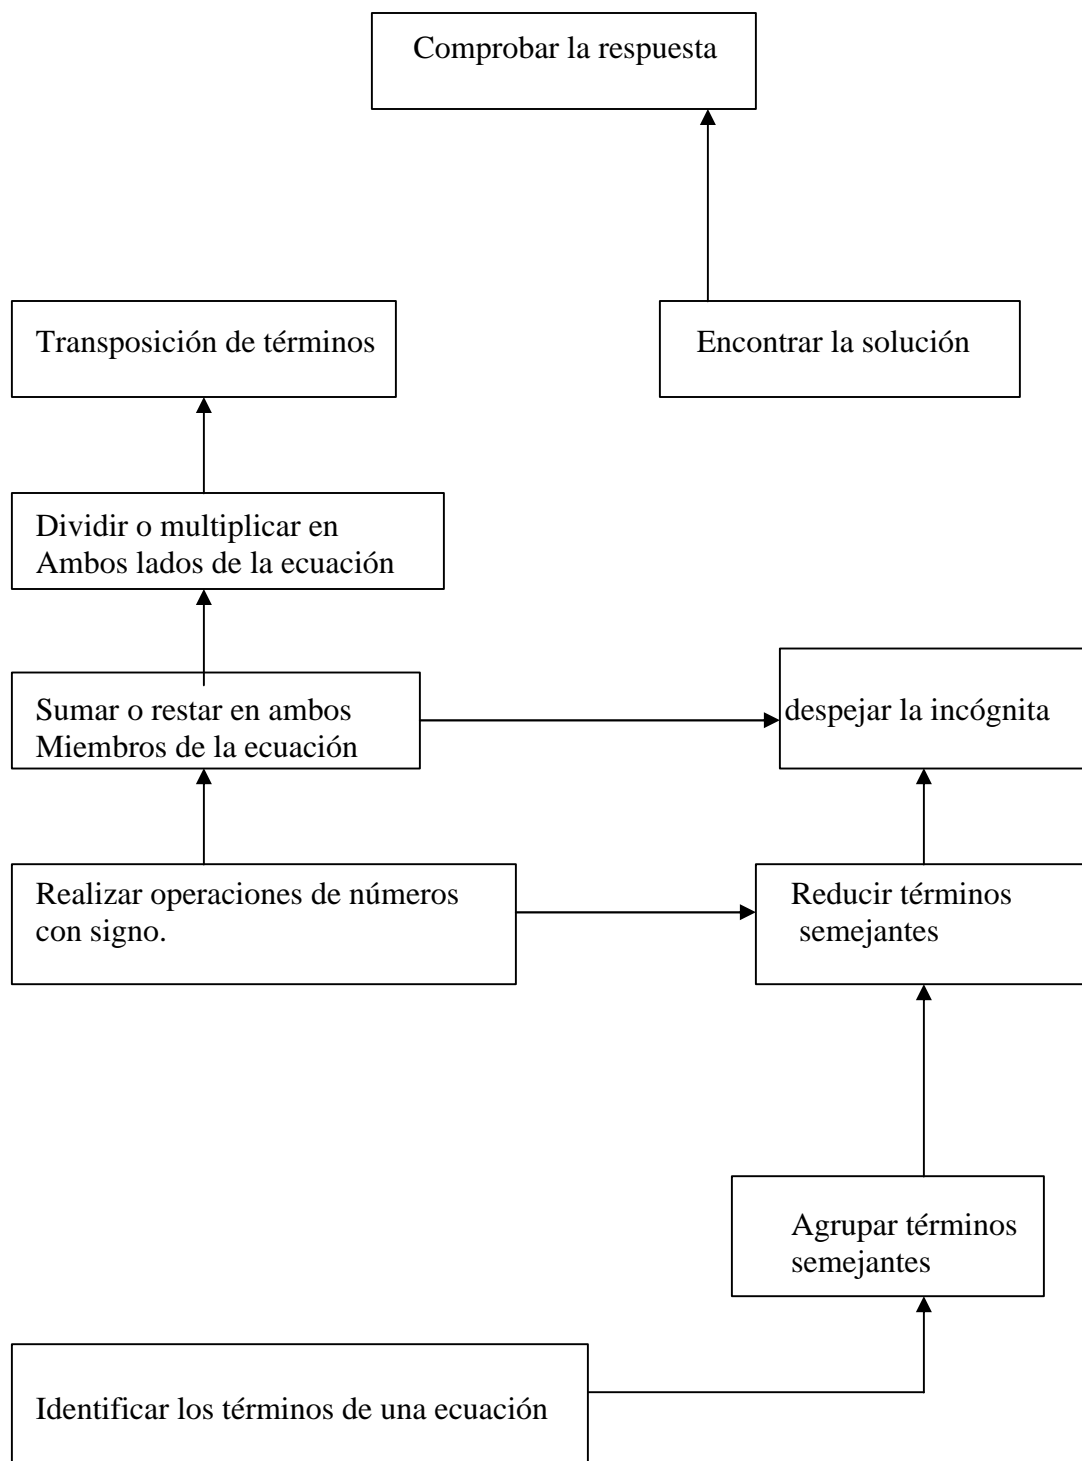 Comprobar la respuesta
Transposición de términos
Encontrar la solución
Dividir o multiplicar en
Ambos lados de la ecuación
Sumar o restar en ambos
Miembros de la ecuación
despejar la incógnita
Realizar operaciones de números
con signo.
Reducir términos
semejantes
Agrupar términos
semejantes
Identificar los términos de una ecuación